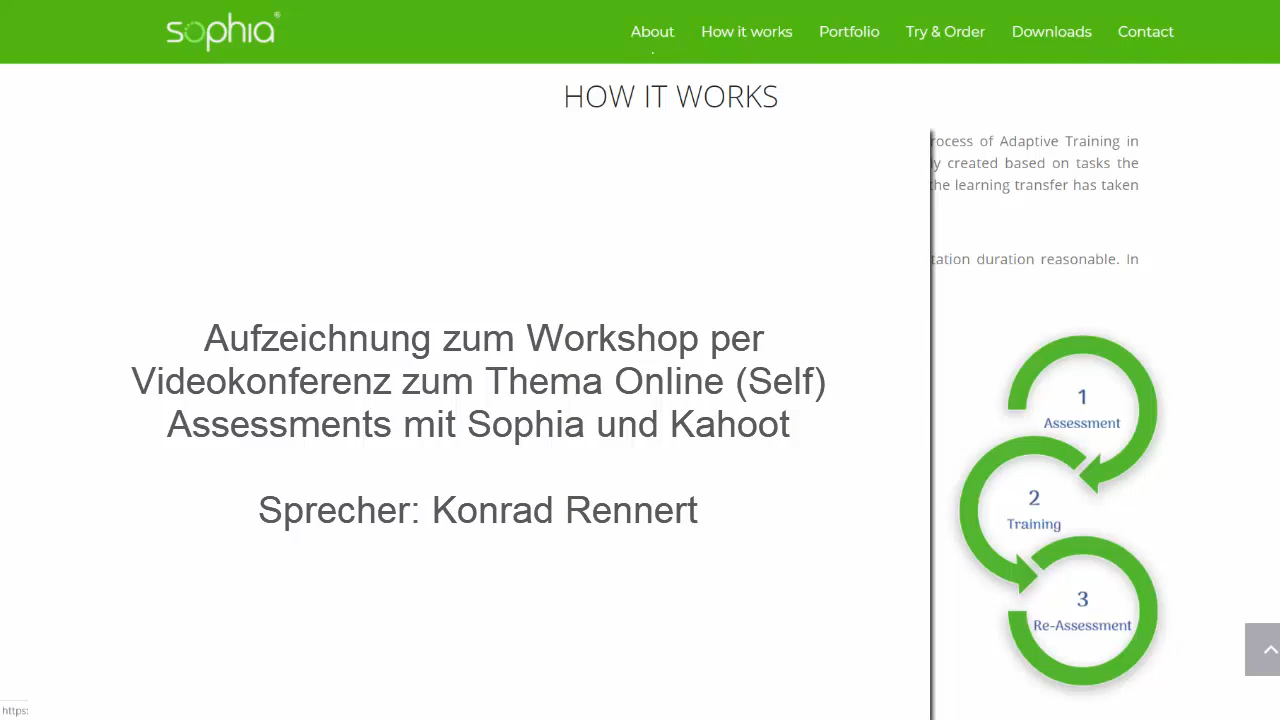 sophia®
About How it works Portfolio Try & Order Downloads Contact
HOW IT WORKS
rocess of Adaptive Training in
y created based on tasks the
the learning transfer has taken
tation duration reasonable. In
Aufzeichnung zum Workshop per
Videokonferenz zum Thema Online (Self)
Assessments mit Sophia und Kahoot
Sprecher: Konrad Rennert
1
Assessment
2
Training
3
Re-Assessment
https: